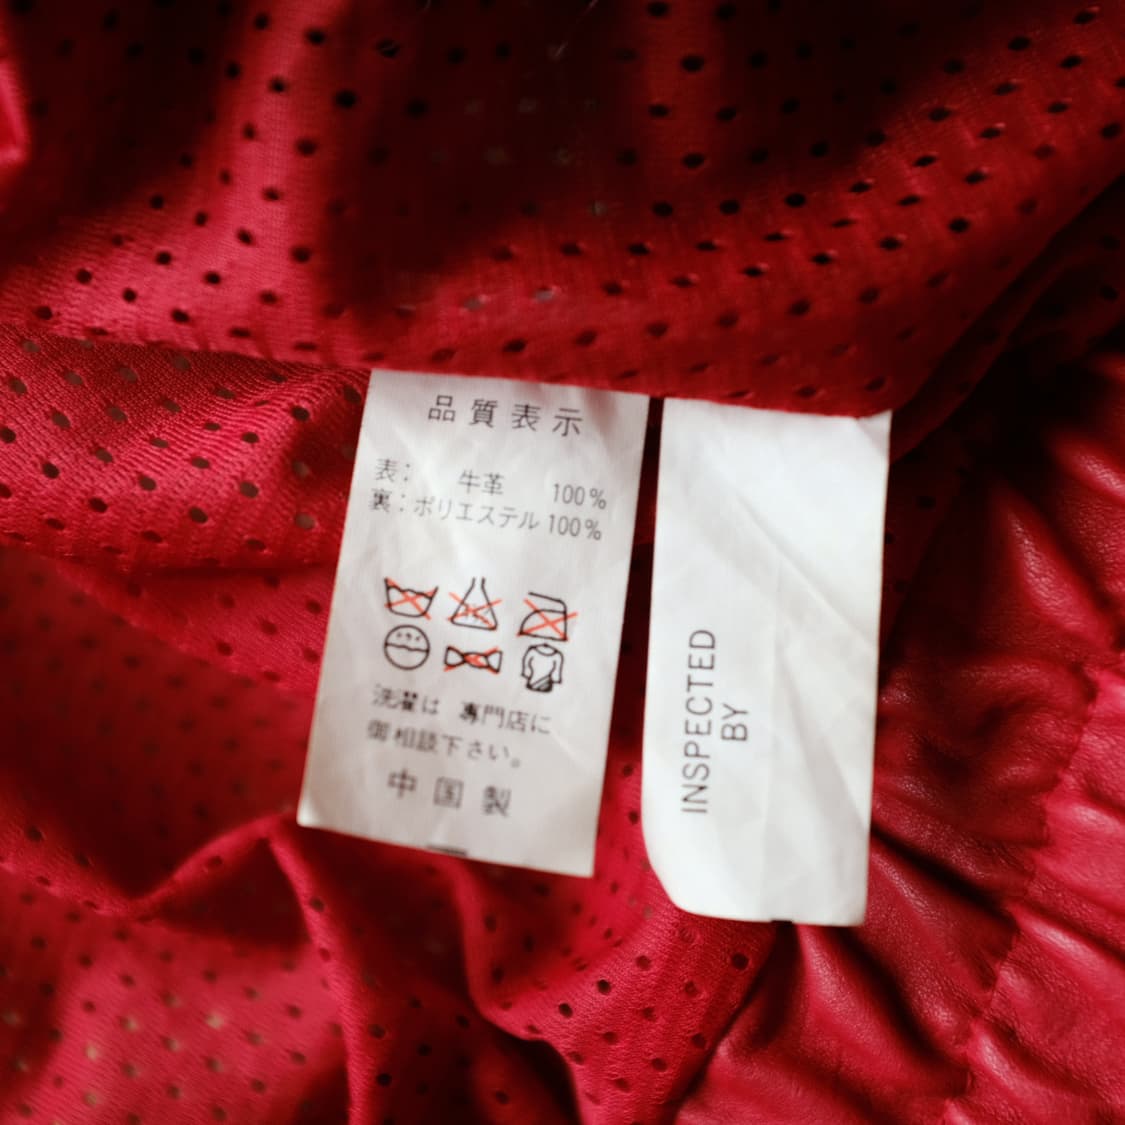 品質表示
表: 牛革 100%
裏:ポリエステル 100%
洗濯は 專門店に
御相談下さい。
中国製
INSPECTED
BY